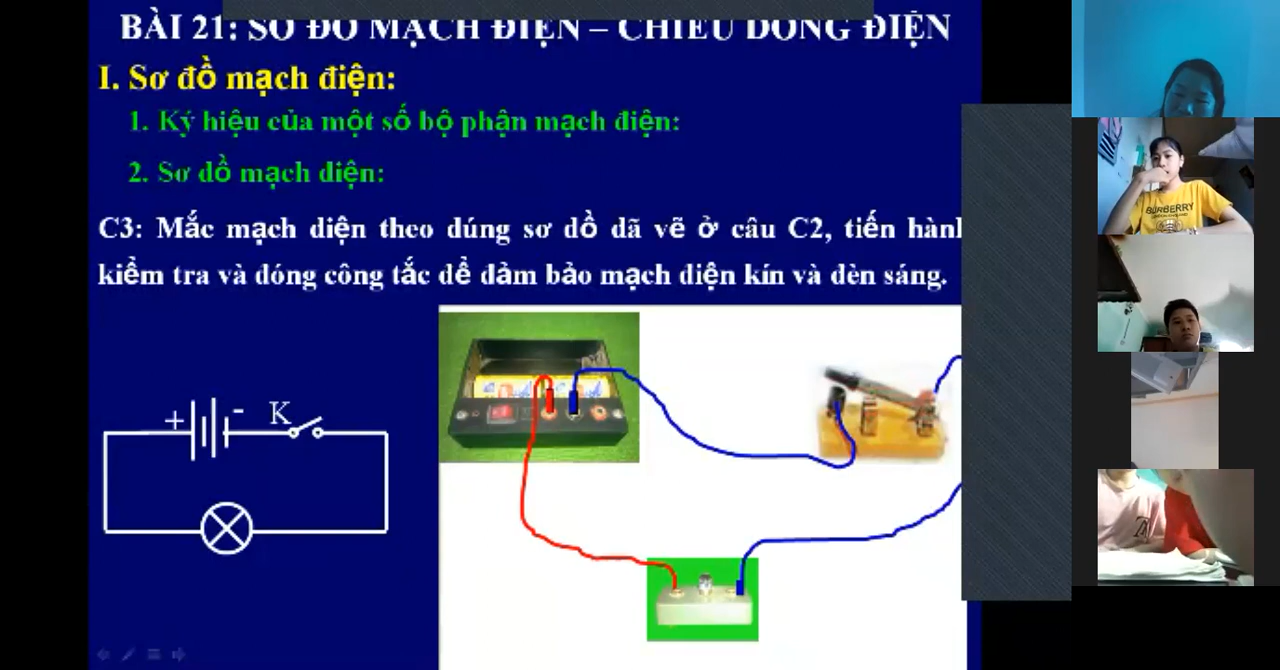 BÀI 21: SƠ ĐỒ MẠCH ĐIỆN – CHIỀU DÒNG ĐIỆN
I. Sơ đồ mạch điện:
1. Ký hiệu của một số bộ phận mạch điện:
2. Sơ đồ mạch điện:
C3: Mắc mạch điện theo đúng sơ đồ đã vẽ ở câu C2, tiến hành
kiểm tra và đóng công tắc để đảm bảo mạch điện kín và đèn sáng.
+ - K
BURBERRY